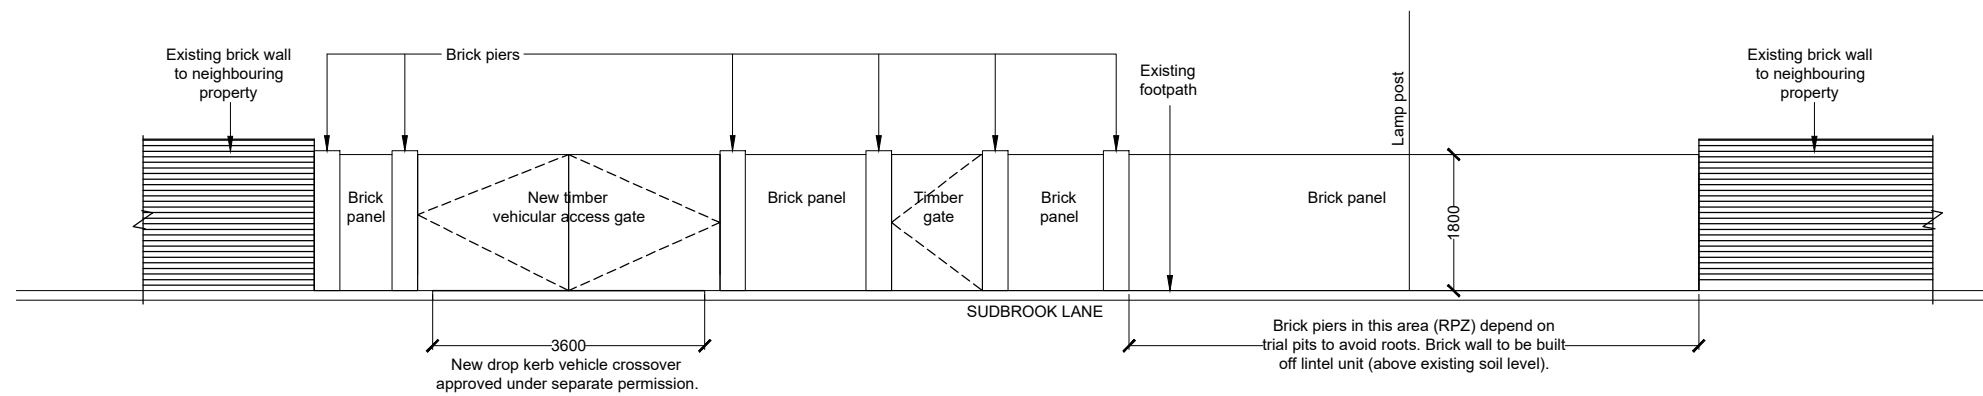 Existing brick wall
to neighbouring
property
Brick piers
Existing
footpath
Lamp post
Existing brick wall
to neighbouring
property
Brick
panel
New timber
vehicular access gate
Brick panel
Timber
gate
Brick
panel
Brick panel
1800
SUDBROOK LANE
3600
New drop kerb vehicle crossover
approved under separate permission.
Brick piers in this area (RPZ) depend on
trial pits to avoid roots. Brick wall to be built
off lintel unit (above existing soil level).